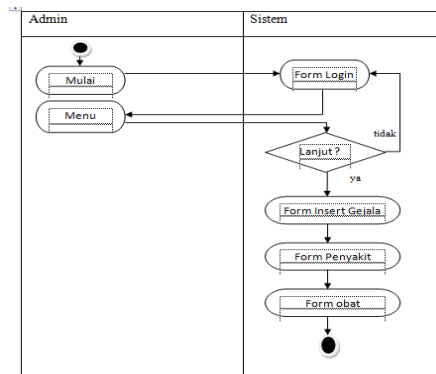 Admin
Sistem
Mulai
Form Login
Menu
tidak
Lanjut ?
ya
Form Insert Gejala
Form Penyakit
Form obat